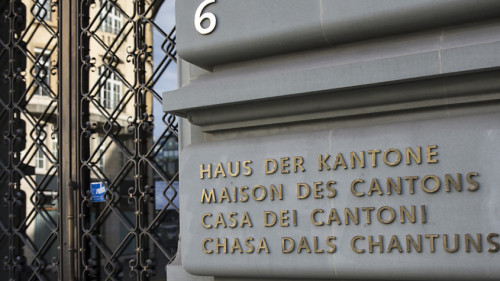 6
HAUS DER KANTONE
MAISON DES CANTONS
CASA DEI CANTONI
CHASA DALS CHANTUNS